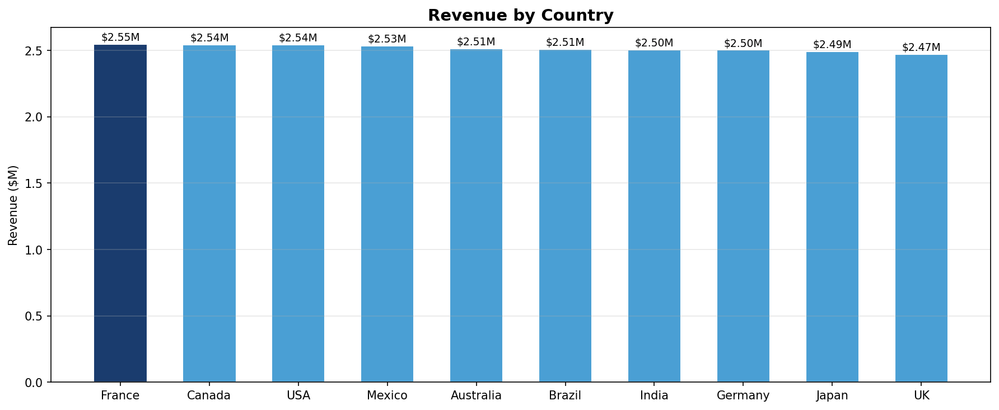 Revenue by Country
$2.55M $2.54M $2.54M $2.53M $2.51M $2.51M $2.50M $2.50M $2.49M $2.47M
Revenue ($M)
2.5
2.0
1.5
1.0
0.5
0.0
France Canada USA Mexico Australia Brazil India Germany Japan UK